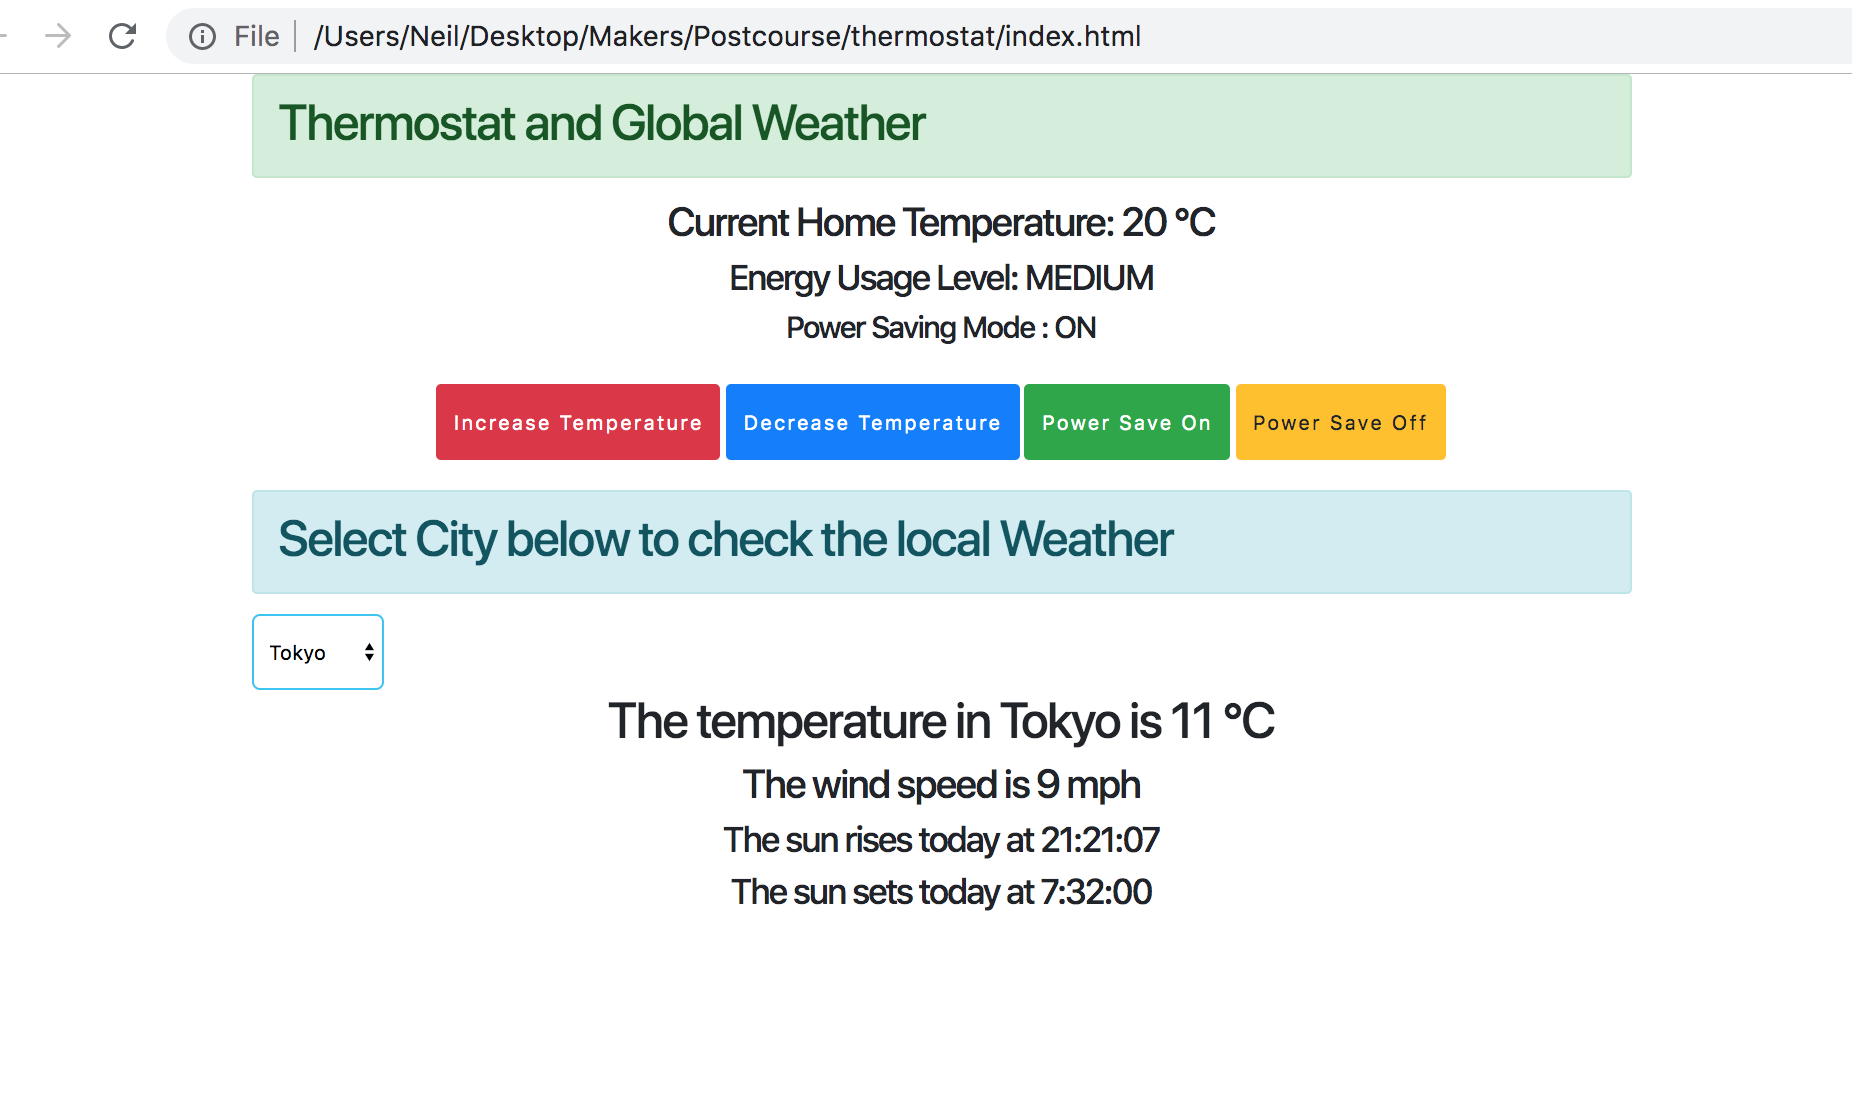 File /Users/Neil/Desktop/Makers/Postcourse/thermostat/index.html
Thermostat and Global Weather
Current Home Temperature: 20 °C
Energy Usage Level: MEDIUM
Power Saving Mode : ON
Increase Temperature Decrease Temperature Power Save On Power Save Off
Select City below to check the local Weather
Tokyo
The temperature in Tokyo is 11 °C
The wind speed is 9 mph
The sun rises today at 21:21:07
The sun sets today at 7:32:00